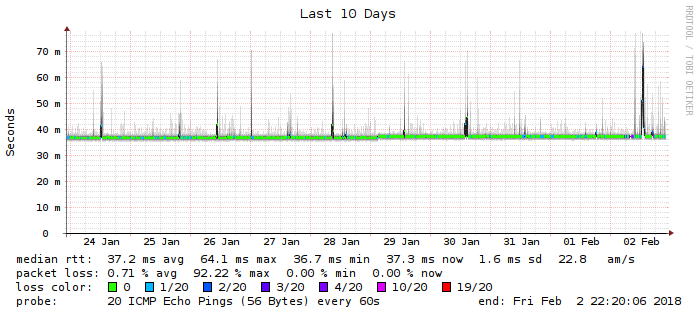 Last 10 Days
RRDTOOL / TOBI OETIKER
Seconds
70 m
60 m
50 m
40 m
30 m
20 m
10 m
0
24 Jan 25 Jan 26 Jan 27 Jan 28 Jan 29 Jan 30 Jan 31 Jan 01 Feb 02 Feb
median rtt: 37.2 ms avg 64.1 ms max 36.7 ms min 37.3 ms now 1.6 ms sd 22.8 am/s
packet loss: 0.71 % avg 92.22 % max 0.00 % min 0.00 % now
loss color: 0 1/20 2/20 3/20 4/20 10/20 19/20
probe: 20 ICMP Echo Pings (56 Bytes) every 60s end: Fri Feb 2 22:20:06 2018